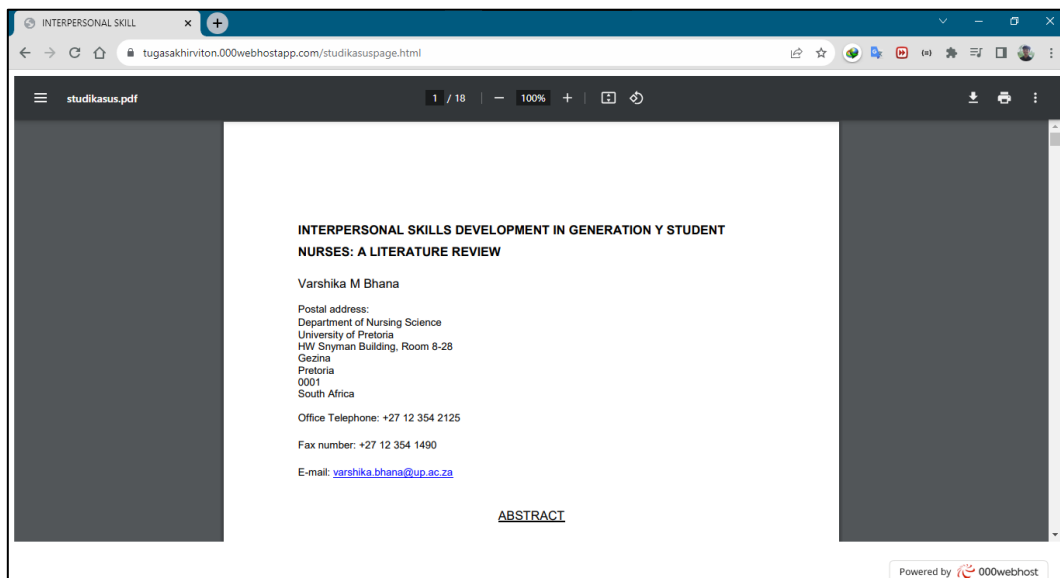 INTERPERSONAL SKILL
tugasakhirviton.000webhostapp.com/studikasuspage.html
studikasus.pdf
1 / 18
100%
INTERPERSONAL SKILLS DEVELOPMENT IN GENERATION Y STUDENT
NURSES: A LITERATURE REVIEW
Varshika M Bhana
Postal address:
Department of Nursing Science
University of Pretoria
HW Snyman Building, Room 8-28
Gezina
Pretoria
0001
South Africa
Office Telephone: +27 12 354 2125
Fax number: +27 12 354 1490
E-mail: varshika.bhana@up.ac.za
ABSTRACT
Powered by 000webhost